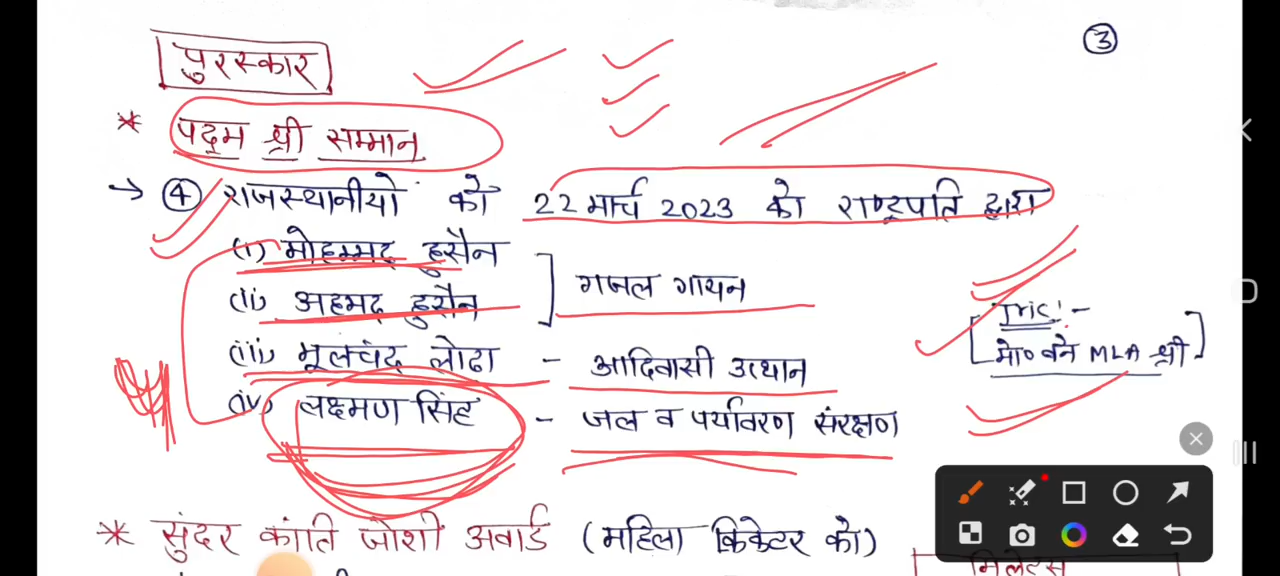 3
पुरस्कार
* पद्म श्री सम्मान
→ ④ राजस्थानीयो को 22 मार्च 2023 को राष्ट्रपति द्वारा
(i) मोहम्मद हुसैन
(ii) अहमद हुसैन
] गजल गायन
(iii) मूलचंद लोढा - आदिवासी उत्थान
(iv) लक्ष्मण सिंह - जल व पर्यावरण संरक्षण
[Tric:-
मो० बने MLA श्री]
* सुंदर कांति जोशी अवार्ड (महिला क्रिकेटर को)
मिलेट्स